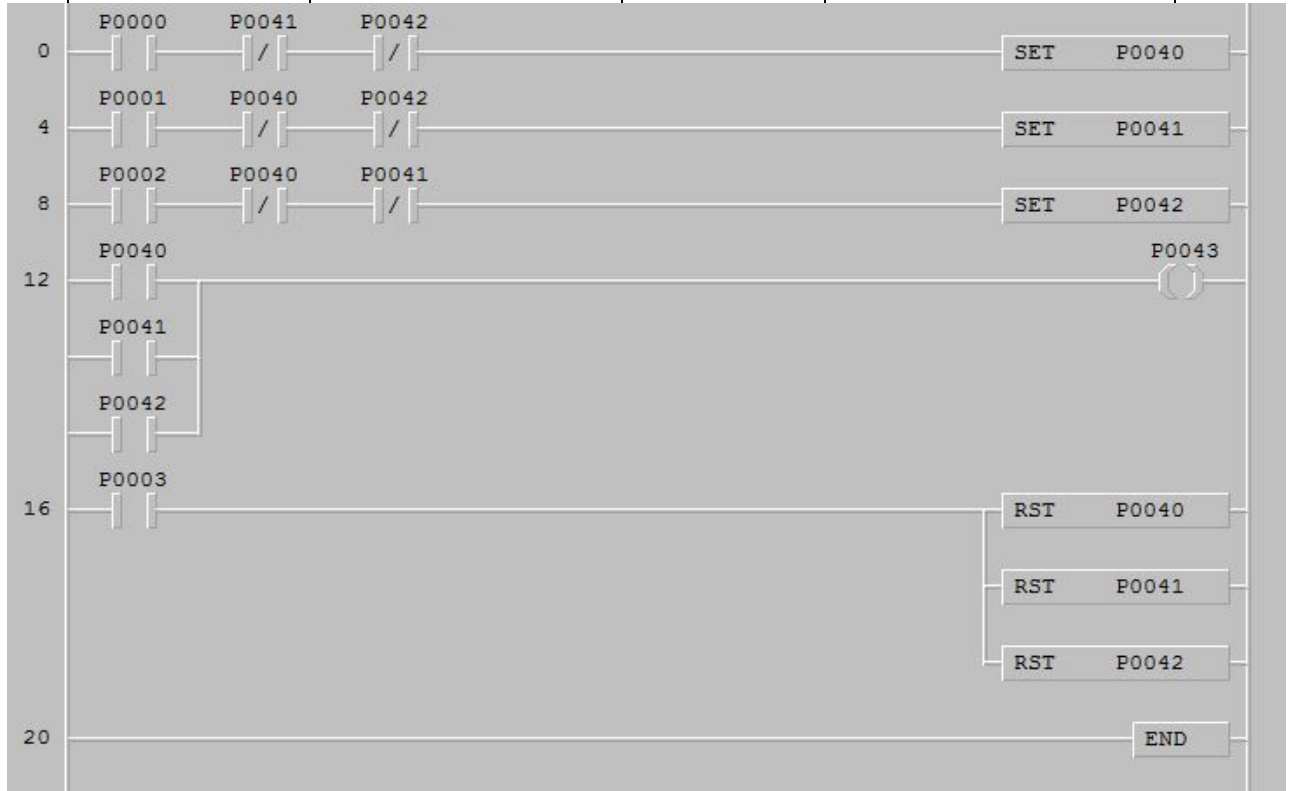 P0000 P0041 P0042
0 / / SET P0040
P0001 P0040 P0042
4 / / SET P0041
P0002 P0040 P0041
8 / / SET P0042
P0040 P0043
12 ( )
P0041
P0042
P0003
16 RST P0040
RST P0041
RST P0042
20 END